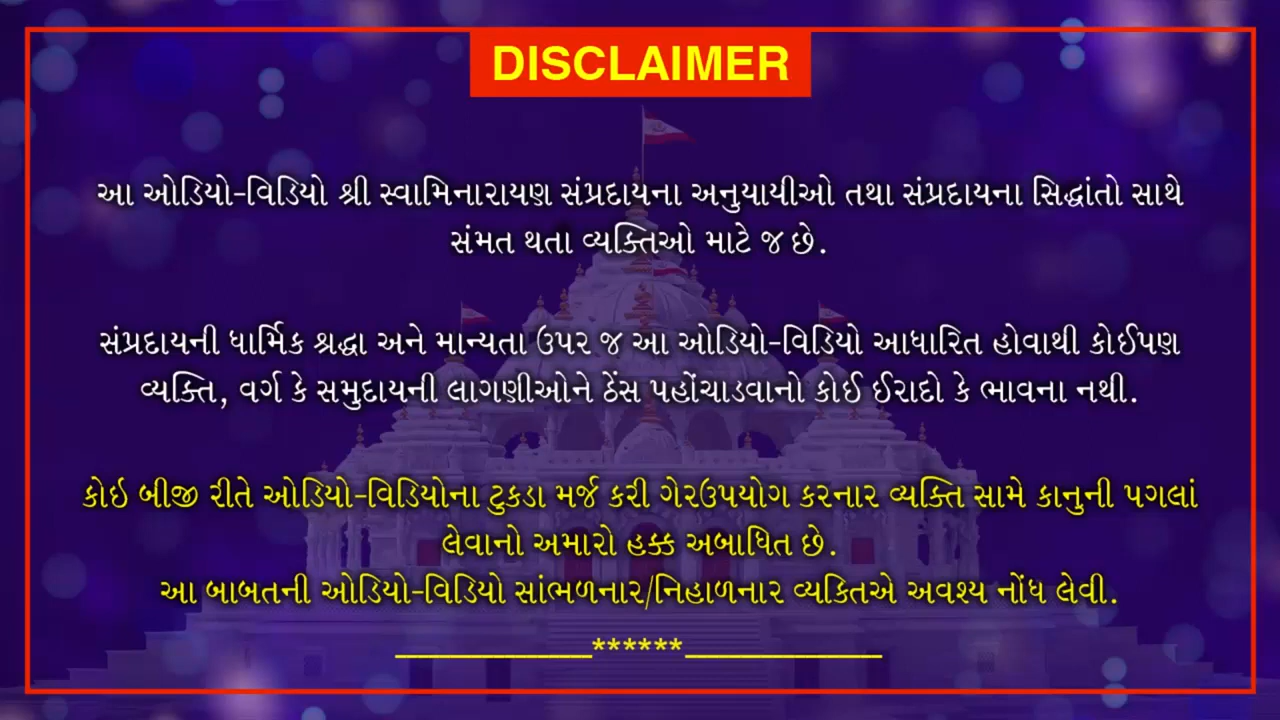 DISCLAIMER
આ ઓડિયો-વિડિયો શ્રી સ્વામિનારાયણ સંપ્રદાયના અનુયાયીઓ તથા સંપ્રદાયના સિદ્ધાંતો સાથે
સંમત થતા વ્યક્તિઓ માટે જ છે.
સંપ્રદાયની ધાર્મિક શ્રદ્ધા અને માન્યતા ઉપર જ આ ઓડિયો-વિડિયો આધારિત હોવાથી કોઈપણ
વ્યક્તિ, વર્ગ કે સમુદાયની લાગણીઓને ઠેંસ પહોંચાડવાનો કોઈ ઈરાદો કે ભાવના નથી.
કોઇ બીજી રીતે ઓડિયો-વિડિયોના ટુકડા મર્જ કરી ગેરઉપયોગ કરનાર વ્યક્તિ સામે કાનુની પગલાં
લેવાનો અમારો હક્ક અબાધિત છે.
આ બાબતની ઓડિયો-વિડિયો સાંભળનાર/નિહાળનાર વ્યકિતએ અવશ્ય નોંધ લેવી.
______________******______________